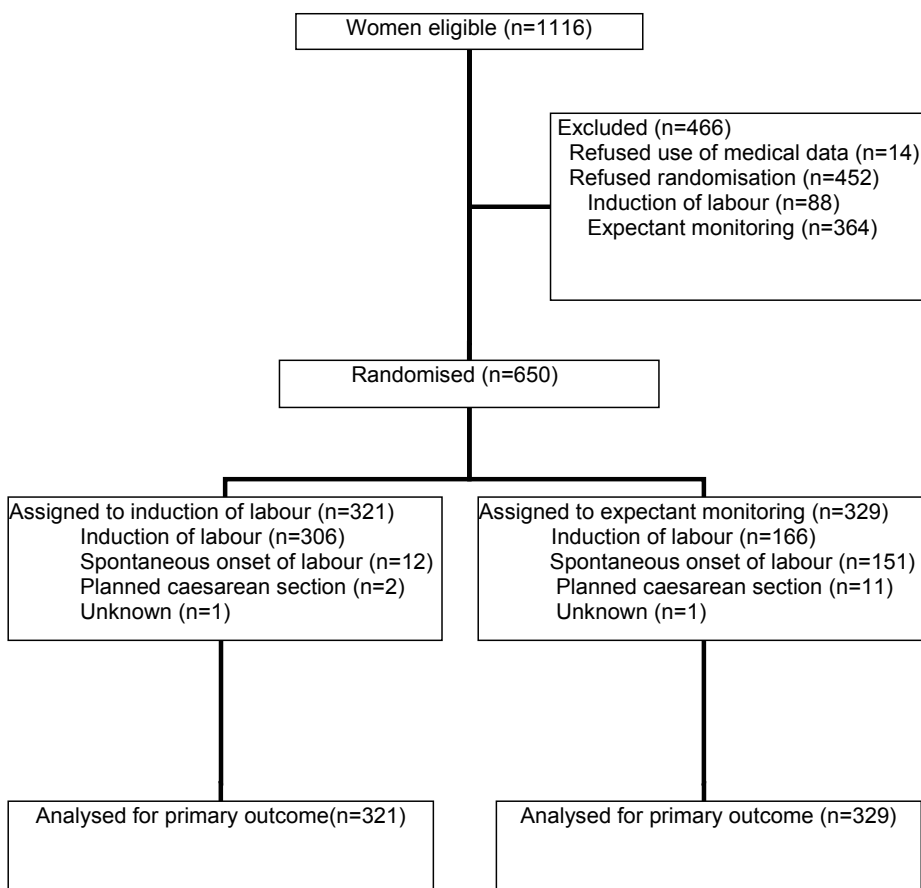 Women eligible (n=1116)
Excluded (n=466)
Refused use of medical data (n=14)
Refused randomisation (n=452)
Induction of labour (n=88)
Expectant monitoring (n=364)
Randomised (n=650)
Assigned to induction of labour (n=321)
Induction of labour (n=306)
Spontaneous onset of labour (n=12)
Planned caesarean section (n=2)
Unknown (n=1)
Assigned to expectant monitoring (n=329)
Induction of labour (n=166)
Spontaneous onset of labour (n=151)
Planned caesarean section (n=11)
Unknown (n=1)
Analysed for primary outcome(n=321)
Analysed for primary outcome (n=329)